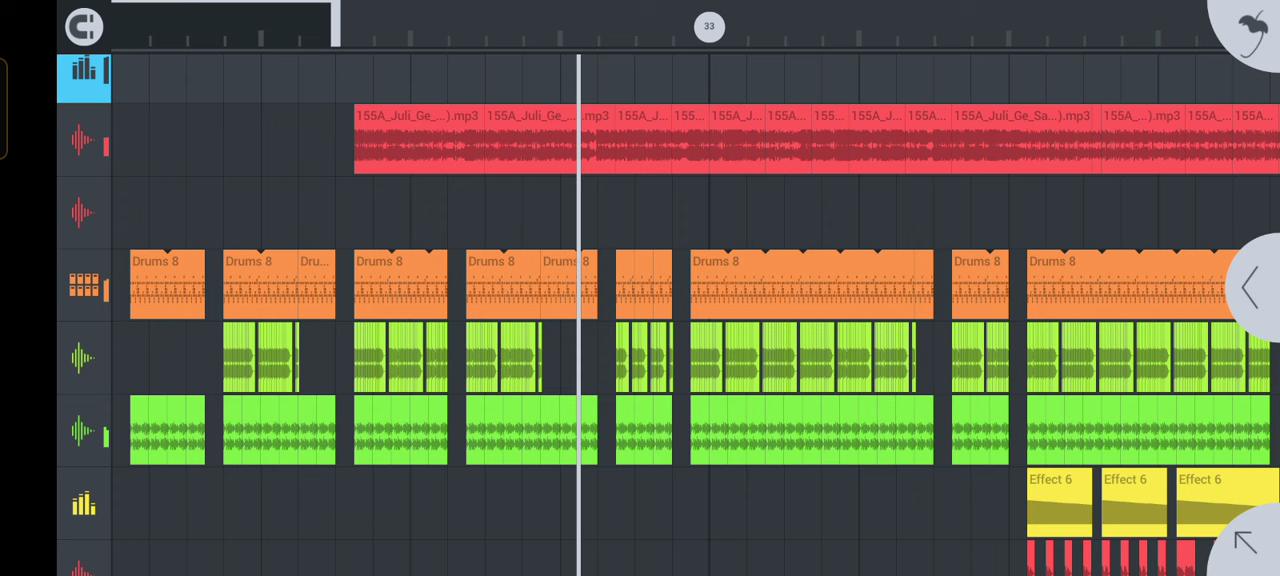 33
155A_Juli_Ge_...).mp3 155A_Juli_Ge_... .mp3 155A_J... 155... 155A_J... 155A... 155... 155A_J... 155A... 155A_Juli_Ge_Sa...).mp3 155A_...).mp3 155A_... 155A...
Drums 8 Drums 8 Dru... Drums 8 Drums 8 Drums 8 Drums 8 Drums 8 Drums 8
Effect 6 Effect 6 Effect 6